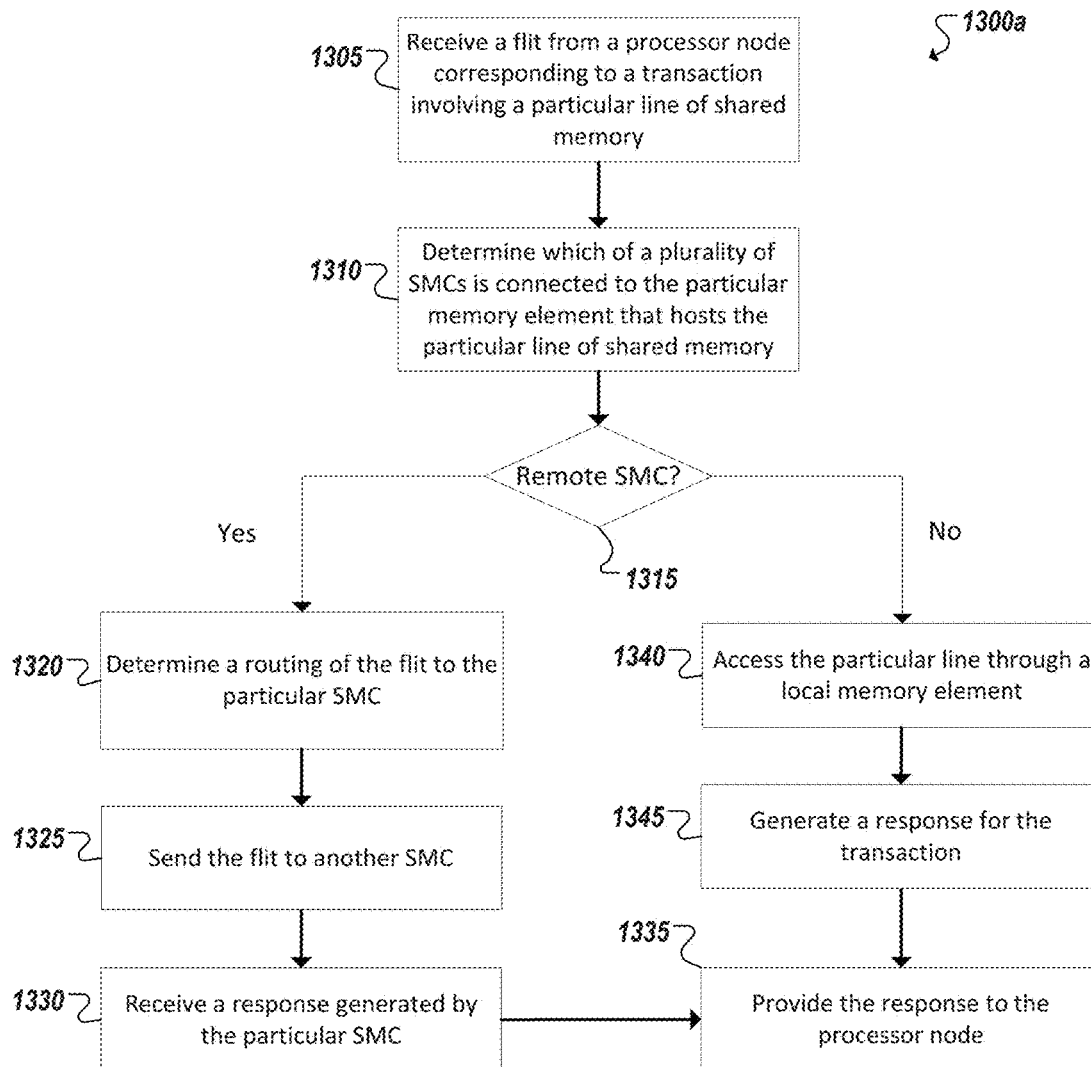 1300a
1305
Receive a flit from a processor node
corresponding to a transaction
involving a particular line of shared
memory
1310
Determine which of a plurality of
SMCs is connected to the particular
memory element that hosts the
particular line of shared memory
Remote SMC?
Yes
No
1315
1320
Determine a routing of the flit to the
particular SMC
1340
Access the particular line through a
local memory element
1325
Send the flit to another SMC
1345
Generate a response for the
transaction
1330
Receive a response generated by
the particular SMC
1335
Provide the response to the
processor node